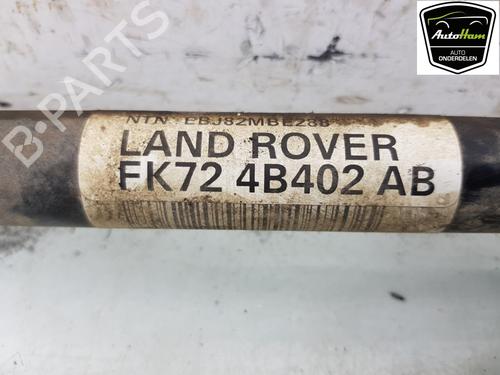 AutoHam
AUTO
ONDERDELEN
B-PARTS
NTN EBJ82MBE238
LAND ROVER
FK72 4B402 AB